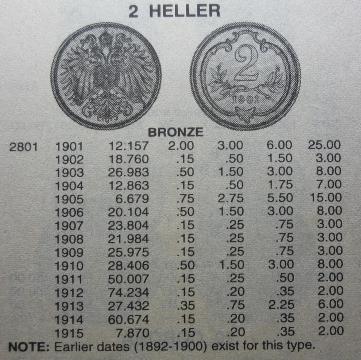 2 HELLER
2
1901
BRONZE
2801 1901 12.157 2.00 3.00 6.00 25.00
1902 18.760 .15 .50 1.50 3.00
1903 26.983 .50 1.50 3.00 8.00
1904 12.863 .15 .50 1.75 7.00
1905 6.679 .75 2.75 5.50 15.00
1906 20.104 .50 1.50 3.00 8.00
1907 23.804 .15 .25 .75 3.00
1908 21.984 .15 .25 .75 3.00
1909 25.975 .15 .25 .75 3.00
1910 28.406 .50 1.50 3.00 8.00
1911 50.007 .15 .25 .50 2.00
1912 74.234 .15 .20 .35 2.00
1913 27.432 .35 .75 2.25 6.00
1914 60.674 .15 .20 .35 2.00
1915 7.870 .15 .20 .35 2.00
NOTE: Earlier dates (1892-1900) exist for this type.